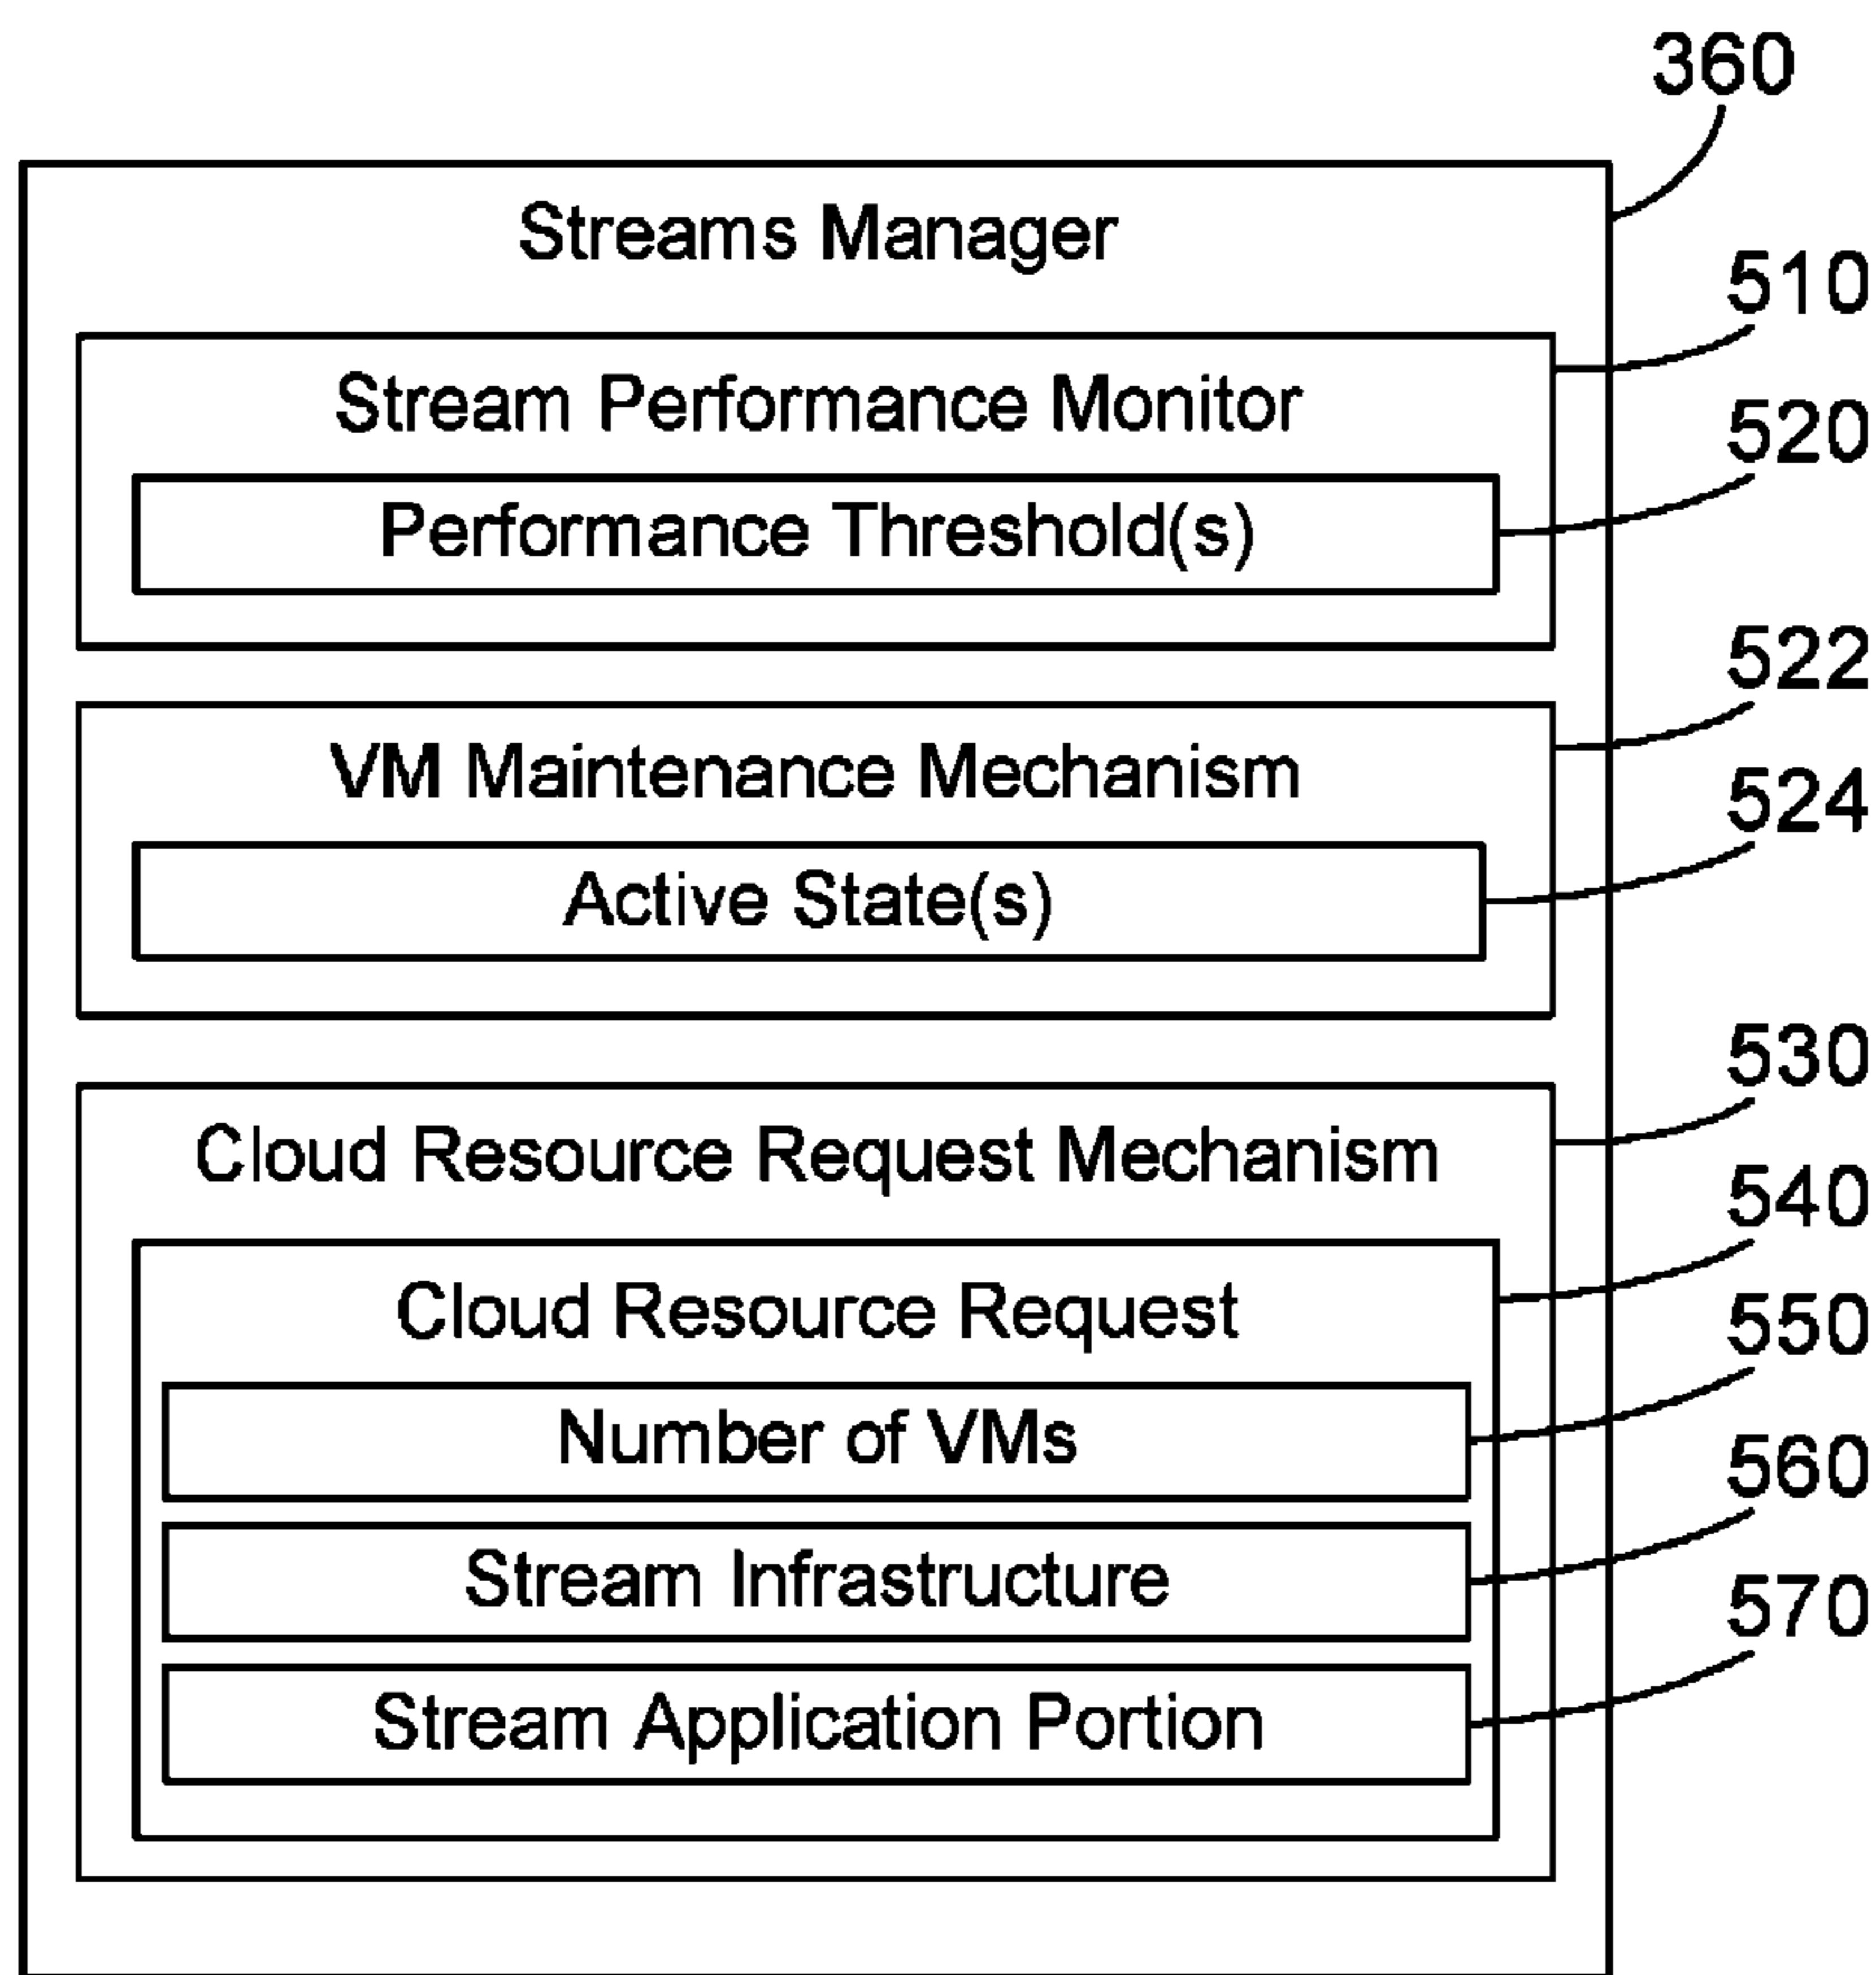 360
Streams Manager
510
Stream Performance Monitor
520
Performance Threshold(s)
522
VM Maintenance Mechanism
524
Active State(s)
530
Cloud Resource Request Mechanism
540
Cloud Resource Request
550
Number of VMs
560
Stream Infrastructure
570
Stream Application Portion